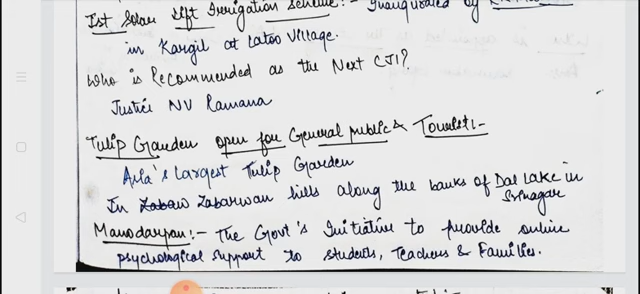 Ist Solar Lift Irrigation Scheme:- Inaugurated by
in Kargil at Latoo Village.
Who is Recommended as the Next CJI?
Justice NV Ramana
Tulip Garden open for General public & Tourist:-
Asia's Largest Tulip Garden
In Zabarwan hills along the banks of Dal Lake in
Srinagar
Manodarpan:- The Govt's Initiative to provide online
psychological support to students, Teachers & Families.